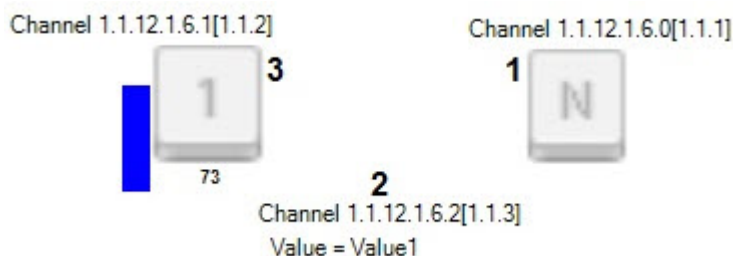 Channel 1.1.12.1.6.1[1.1.2]
Channel 1.1.12.1.6.0[1.1.1]
1
3
1
N
73
2
Channel 1.1.12.1.6.2[1.1.3]
Value = Value1